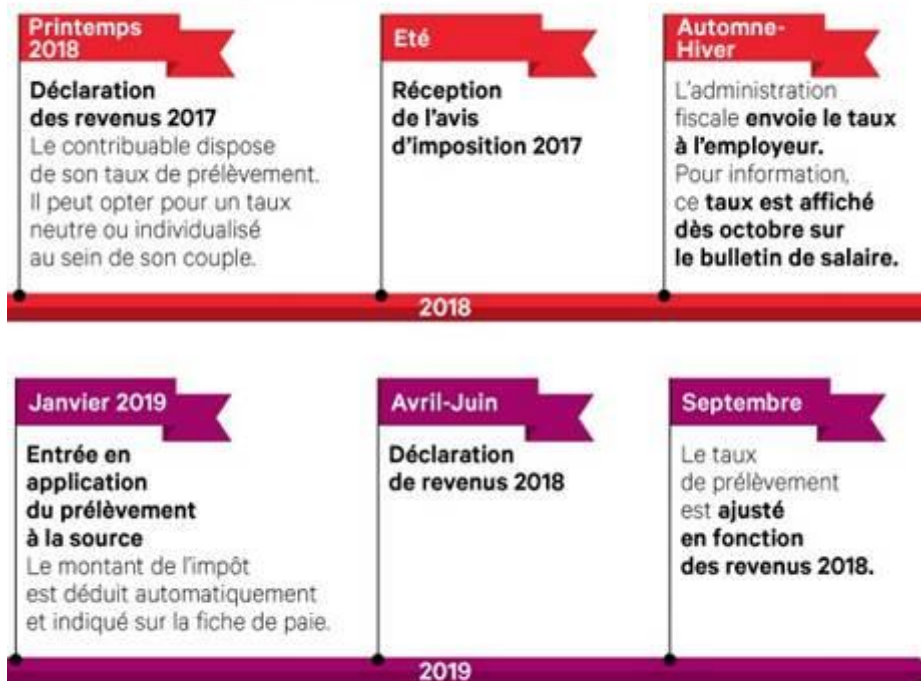 Printemps
2018
Déclaration
des revenus 2017
Le contribuable dispose
de son taux de prélèvement.
Il peut opter pour un taux
neutre ou individualisé
au sein de son couple.
Eté
Réception
de l'avis
d'imposition 2017
Automne-
Hiver
L'administration
fiscale envoie le taux
à l'employeur.
Pour information,
ce taux est affiché
dès octobre sur
le bulletin de salaire.
2018
Janvier 2019
Entrée en
application
du prélèvement
à la source
Le montant de l'impôt
est déduit automatiquement
et indiqué sur la fiche de paie.
Avril-Juin
Déclaration
de revenus 2018
Septembre
Le taux
de prélèvement
est ajusté
en fonction
des revenus 2018.
2019